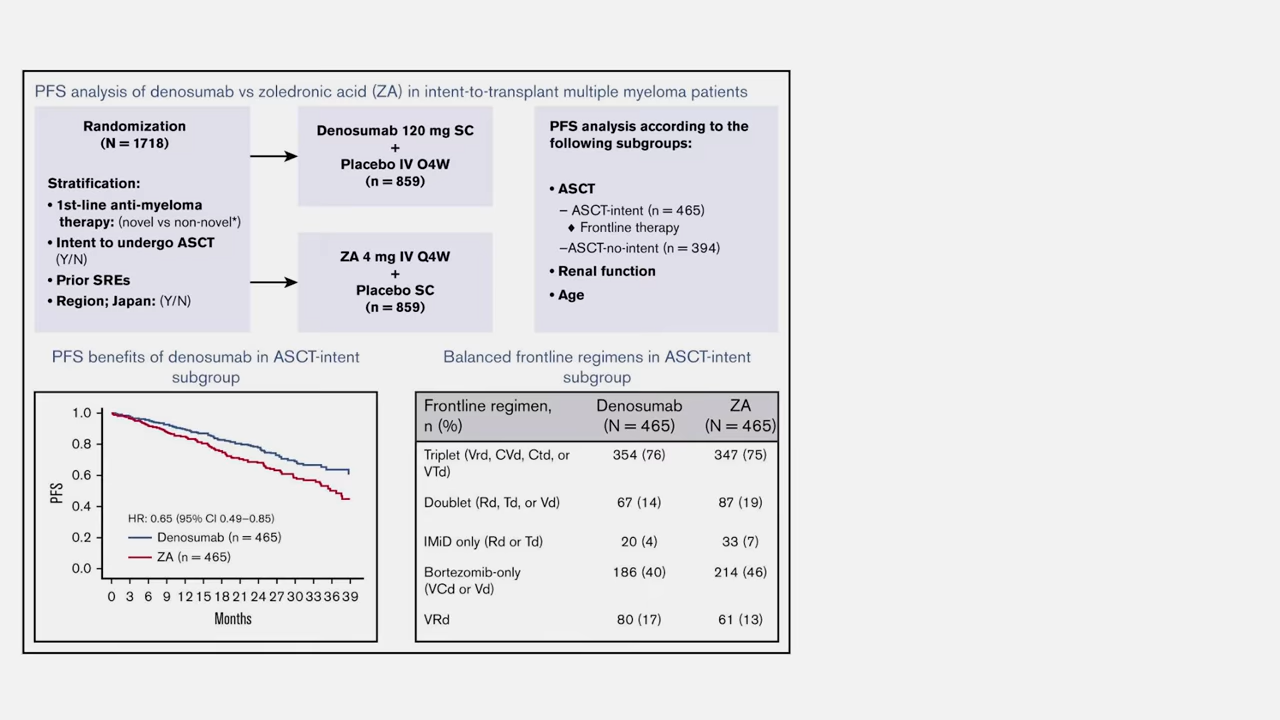 PFS analysis of denosumab vs zoledronic acid (ZA) in intent-to-transplant multiple myeloma patients
Randomization
(N = 1718)
Stratification:
• 1st-line anti-myeloma
therapy: (novel vs non-novel*)
• Intent to undergo ASCT
(Y/N)
• Prior SREs
• Region; Japan: (Y/N)
Denosumab 120 mg SC
+
Placebo IV O4W
(n = 859)
ZA 4 mg IV Q4W
+
Placebo SC
(n = 859)
PFS analysis according to the
following subgroups:
• ASCT
– ASCT-intent (n = 465)
♦ Frontline therapy
–ASCT-no-intent (n = 394)
• Renal function
• Age
PFS benefits of denosumab in ASCT-intent
subgroup
1.0
0.8
0.6
0.4
0.2
0.0
PFS
HR: 0.65 (95% CI 0.49–0.85)
Denosumab (n = 465)
ZA (n = 465)
0 3 6 9 12 15 18 21 24 27 30 33 36 39
Months
Balanced frontline regimens in ASCT-intent
subgroup
Frontline regimen, Denosumab ZA
n (%) (N = 465) (N = 465)
Triplet (Vrd, CVd, Ctd, or 354 (76) 347 (75)
VTd)
Doublet (Rd, Td, or Vd) 67 (14) 87 (19)
IMiD only (Rd or Td) 20 (4) 33 (7)
Bortezomib-only 186 (40) 214 (46)
(VCd or Vd)
VRd 80 (17) 61 (13)